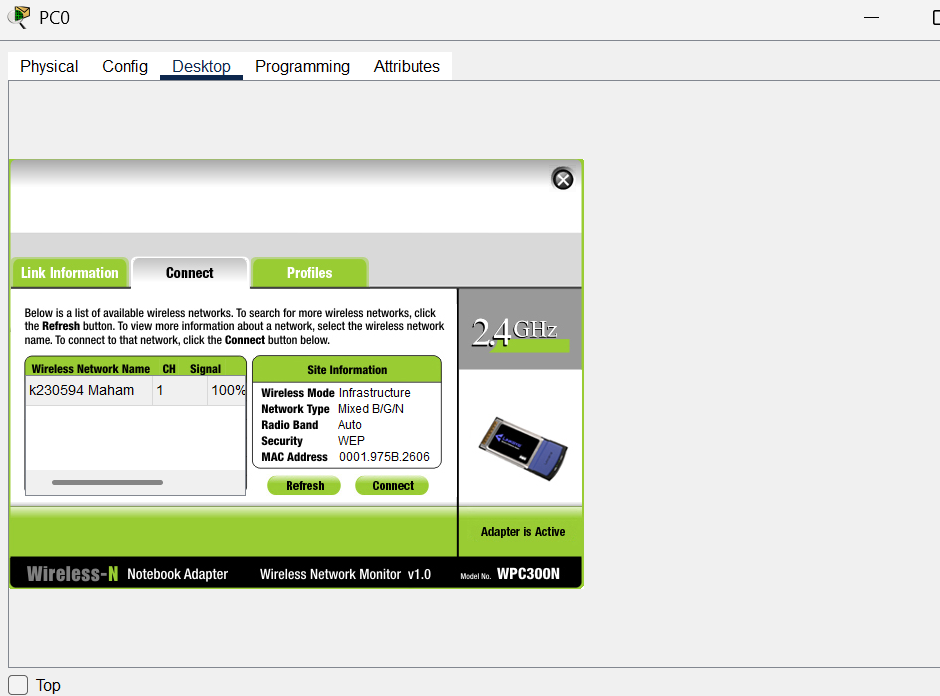 PC0
Physical Config Desktop Programming Attributes
Link Information Connect Profiles
Below is a list of available wireless networks. To search for more wireless networks, click
the Refresh button. To view more information about a network, select the wireless network
name. To connect to that network, click the Connect button below.
2.4GHz
Wireless Network Name CH Signal
k230594 Maham 1 100%
Site Information
Wireless Mode Infrastructure
Network Type Mixed B/G/N
Radio Band Auto
Security WEP
MAC Address 0001.975B.2606
Refresh Connect
Adapter is Active
Wireless-N Notebook Adapter Wireless Network Monitor v1.0 Model No. WPC300N
Top